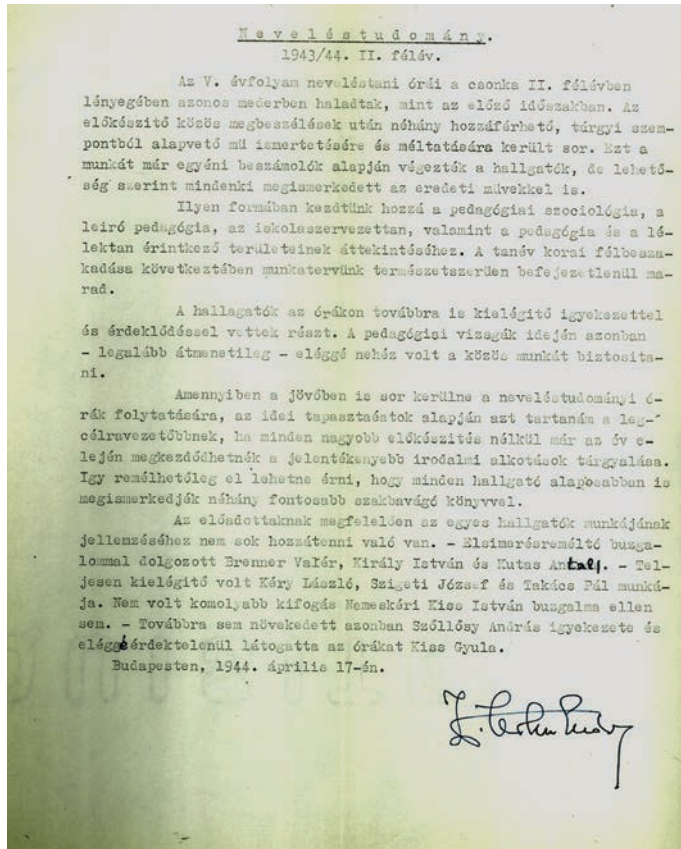 Neveléstudomány.
1943/44. II. félév.
Az V. évfolyam neveléstani órái a csonka II. félévben
lényegében azonos mederben haladtak, mint az előző időszakban. Az
előkészitő közös megbeszélések után néhány hozzáférhető, tárgyi szem-
pontból alapvető mű ismertetésére és méltatására került sor. Ezt a
munkát már egyéni beszámolók alapján végezték a hallgatók, de lehető-
ség szerint mindenki megismerkedett az eredeti művekkel is.
Ilyen formában kezdtünk hozzá a pedagógiai szociológia, a
leiró pedagógia, az iskolaszervezettan, valamint a pedagógia és a lé-
lektan érintkező területeinek áttekintéséhez. A tanév korai félbesza-
kadása következtében munkatervünk természetszerűen befejezetlenül ma-
rad.
A hallagatók az órákon továbbra is kielégitő igyekezettel
és érdeklődéssel vettek részt. A pedagógiai vizsgák idején azonban
- legalább átmenetileg - eléggé nehéz volt a közös munkát biztosita-
ni.
Amennyiben a jövőben is sor kerülne a neveléstudományi ó-
rák folytatására, az idei tapasztaéatok alapján azt tartanám a leg-
célravezetőbbnek, ha minden nagyobb előkészités nélkül már az év e-
lején megkezdődhetnék a jelentékenyebb irodalmi alkotások tárgyalása.
Igy remélhetőleg el lehetne érni, hogy minden hallgató alaposabban is
megismerkedjék néhány fontosabb szakbavágó könyvvel.
Az előadottaknak megfelelően az egyes hallgatók munkájának
jellemzéséhez nem sok hozzátenni való van. - Elsimerésreméltó buzga-
lommal dolgozott Brenner Valér, Király István és Kutas Antal. - Tel-
jesen kielégitő volt Kéry László, Szigeti József és Takács Pál munká-
ja. Nem volt komolyabb kifogás Nemeskéri Kiss István buzgalma ellen
sem. - Továbbra sem növekedett azonban Szőllősy András igyekezete és
eléggé érdektelenül látogatta az órákat Kiss Gyula.
Budapesten, 1944. április 17-én.